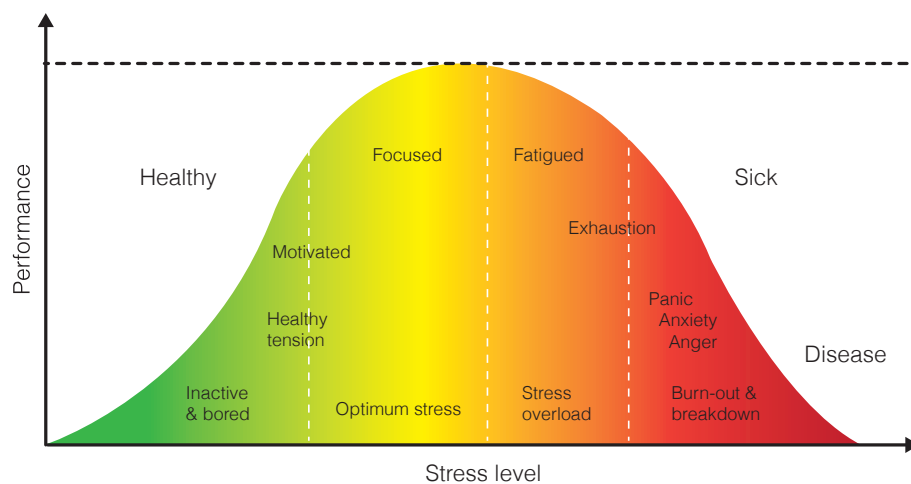 Performance
Healthy
Focused
Fatigued
Sick
Motivated
Exhaustion
Healthy
tension
Panic
Anxiety
Anger
Disease
Inactive
& bored
Optimum stress
Stress
overload
Burn-out &
breakdown
Stress level